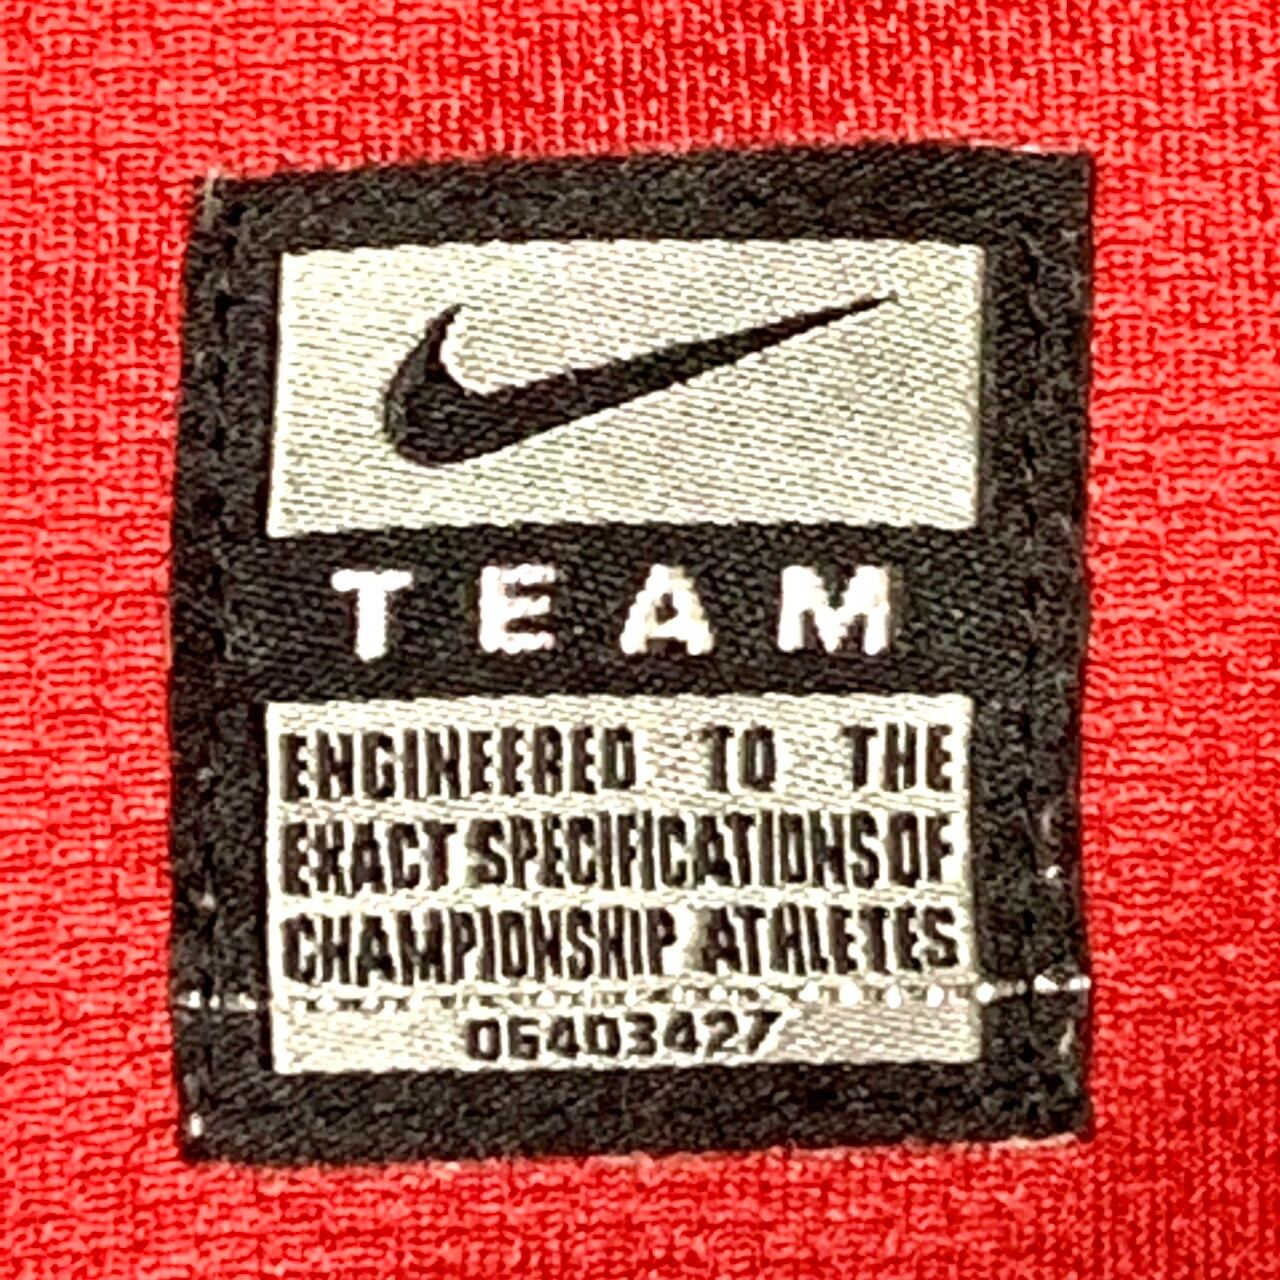 TEAM
ENGINEERED TO THE
EXACT SPECIFICATIONS OF
CHAMPIONSHIP ATHLETES
06403427